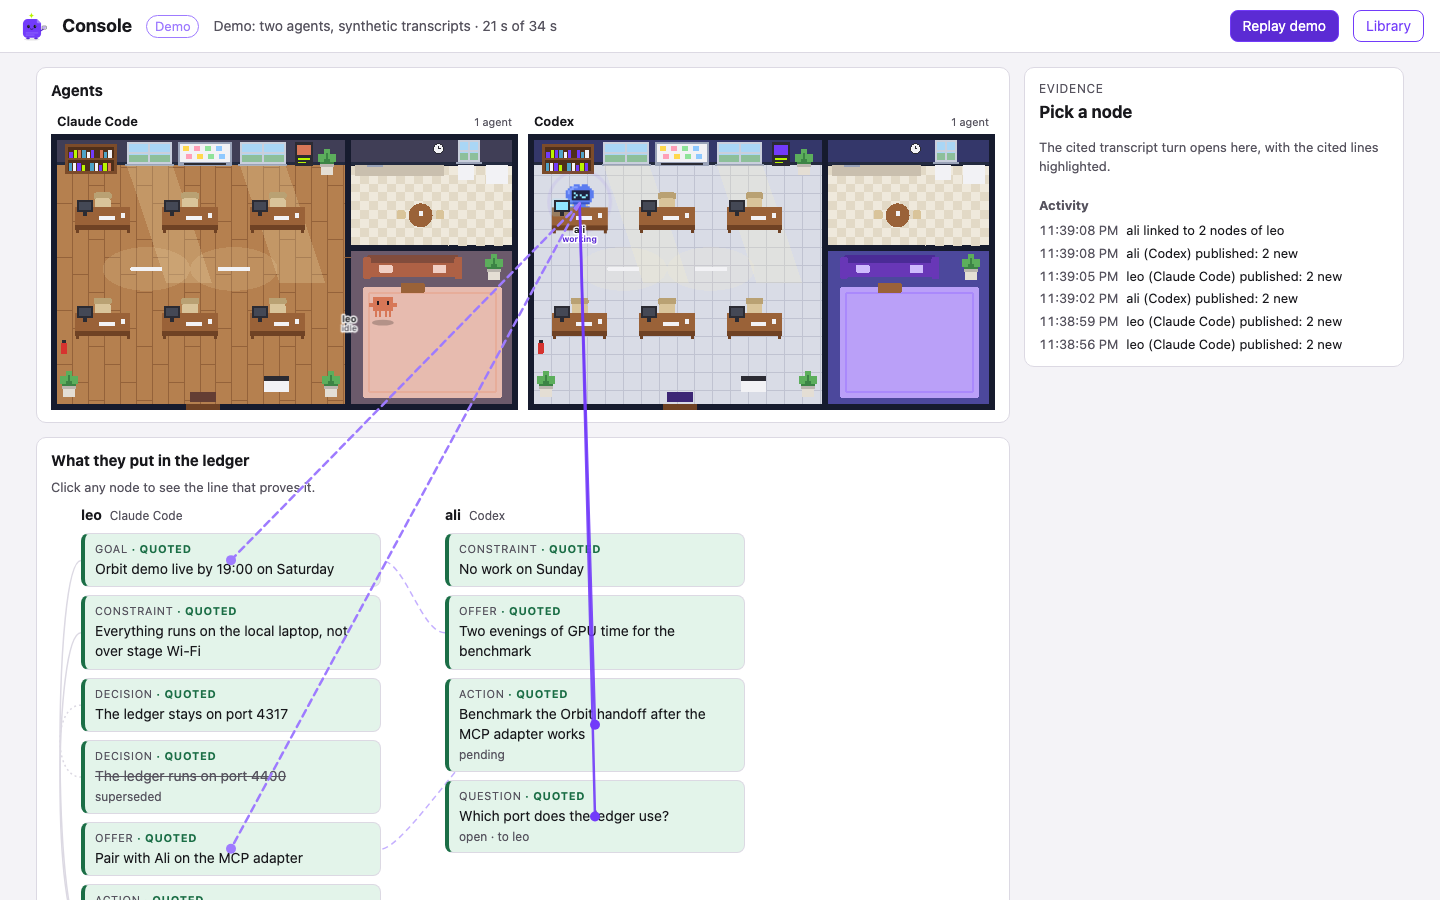 Console
Demo
Demo: two agents, synthetic transcripts · 21 s of 34 s
Replay demo
Library
Agents
Claude Code
1 agent
Codex
1 agent
ali
working
leo
idle
What they put in the ledger
Click any node to see the line that proves it.
leo Claude Code
GOAL · QUOTED
Orbit demo live by 19:00 on Saturday
CONSTRAINT · QUOTED
Everything runs on the local laptop, not
over stage Wi-Fi
DECISION · QUOTED
The ledger stays on port 4317
DECISION · QUOTED
The ledger runs on port 4400
superseded
OFFER · QUOTED
Pair with Ali on the MCP adapter
ACTION · QUOTED
ali Codex
CONSTRAINT · QUOTED
No work on Sunday
OFFER · QUOTED
Two evenings of GPU time for the
benchmark
ACTION · QUOTED
Benchmark the Orbit handoff after the
MCP adapter works
pending
QUESTION · QUOTED
Which port does the ledger use?
open · to leo
EVIDENCE
Pick a node
The cited transcript turn opens here, with the cited lines
highlighted.
Activity
11:39:08 PM ali linked to 2 nodes of leo
11:39:08 PM ali (Codex) published: 2 new
11:39:05 PM leo (Claude Code) published: 2 new
11:39:02 PM ali (Codex) published: 2 new
11:38:59 PM leo (Claude Code) published: 2 new
11:38:56 PM leo (Claude Code) published: 2 new